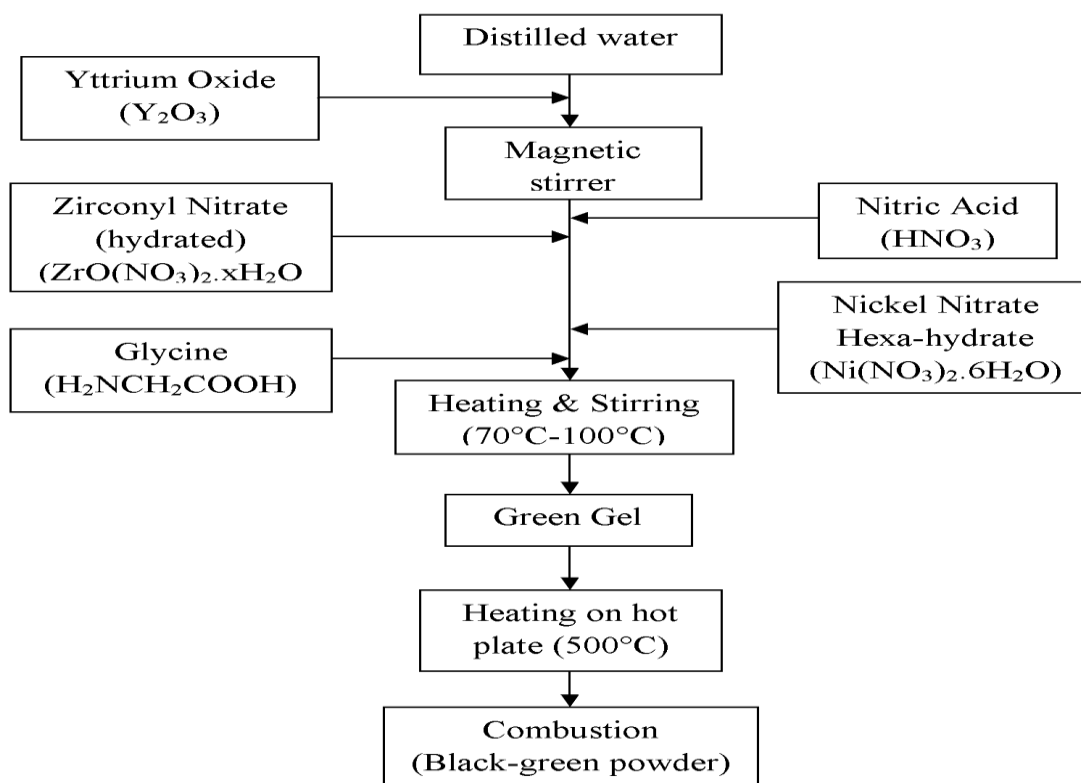 Distilled water
Yttrium Oxide
(Y₂O₃)
Magnetic
stirrer
Zirconyl Nitrate
(hydrated)
(ZrO(NO₃)₂.xH₂O
Nitric Acid
(HNO₃)
Nickel Nitrate
Hexa-hydrate
(Ni(NO₃)₂.6H₂O)
Glycine
(H₂NCH₂COOH)
Heating & Stirring
(70°C-100°C)
Green Gel
Heating on hot
plate (500°C)
Combustion
(Black-green powder)